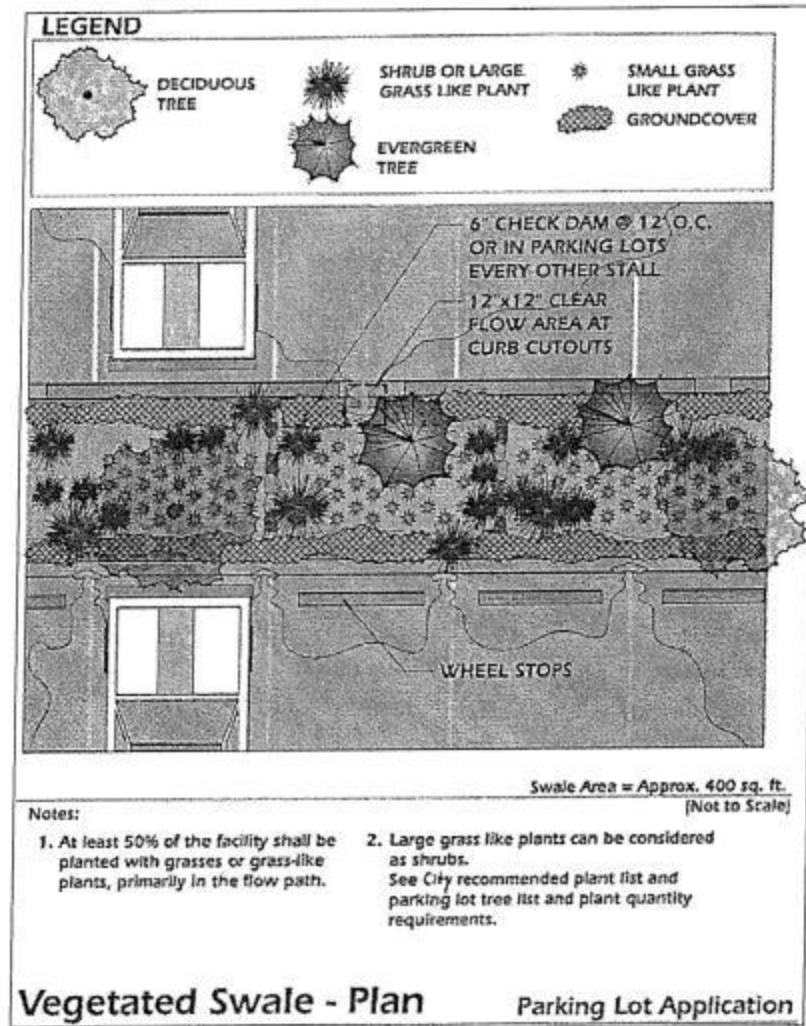 LEGEND
DECIDUOUS
TREE
SHRUB OR LARGE
GRASS LIKE PLANT
EVERGREEN
TREE
SMALL GRASS
LIKE PLANT
GROUNDCOVER
6" CHECK DAM @ 12' O.C.
OR IN PARKING LOTS
EVERY OTHER STALL
12"x12" CLEAR
FLOW AREA AT
CURB CUTOUTS
WHEEL STOPS
Swale Area = Approx. 400 sq. ft.
(Not to Scale)
Notes:
1. At least 50% of the facility shall be
planted with grasses or grass-like
plants, primarily in the flow path.
2. Large grass like plants can be considered
as shrubs.
See City recommended plant list and
parking lot tree list and plant quantity
requirements.
Vegetated Swale - Plan
Parking Lot Application